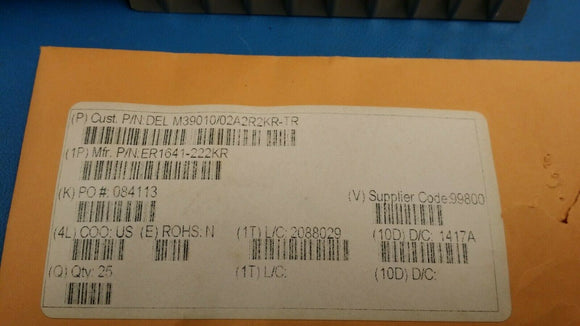 (P) Cust. P/N:DEL M39010/02A2R2KR-TR
(1P) Mfr. P/N:ER1641-222KR
(K) PO #: 084113
(V) Supplier Code:99800
(4L) COO: US (E) ROHS: N (1T) L/C: 2088029 (10D) D/C: 1417A
(Q) Qty: 25 (1T) L/C: (10D) D/C: